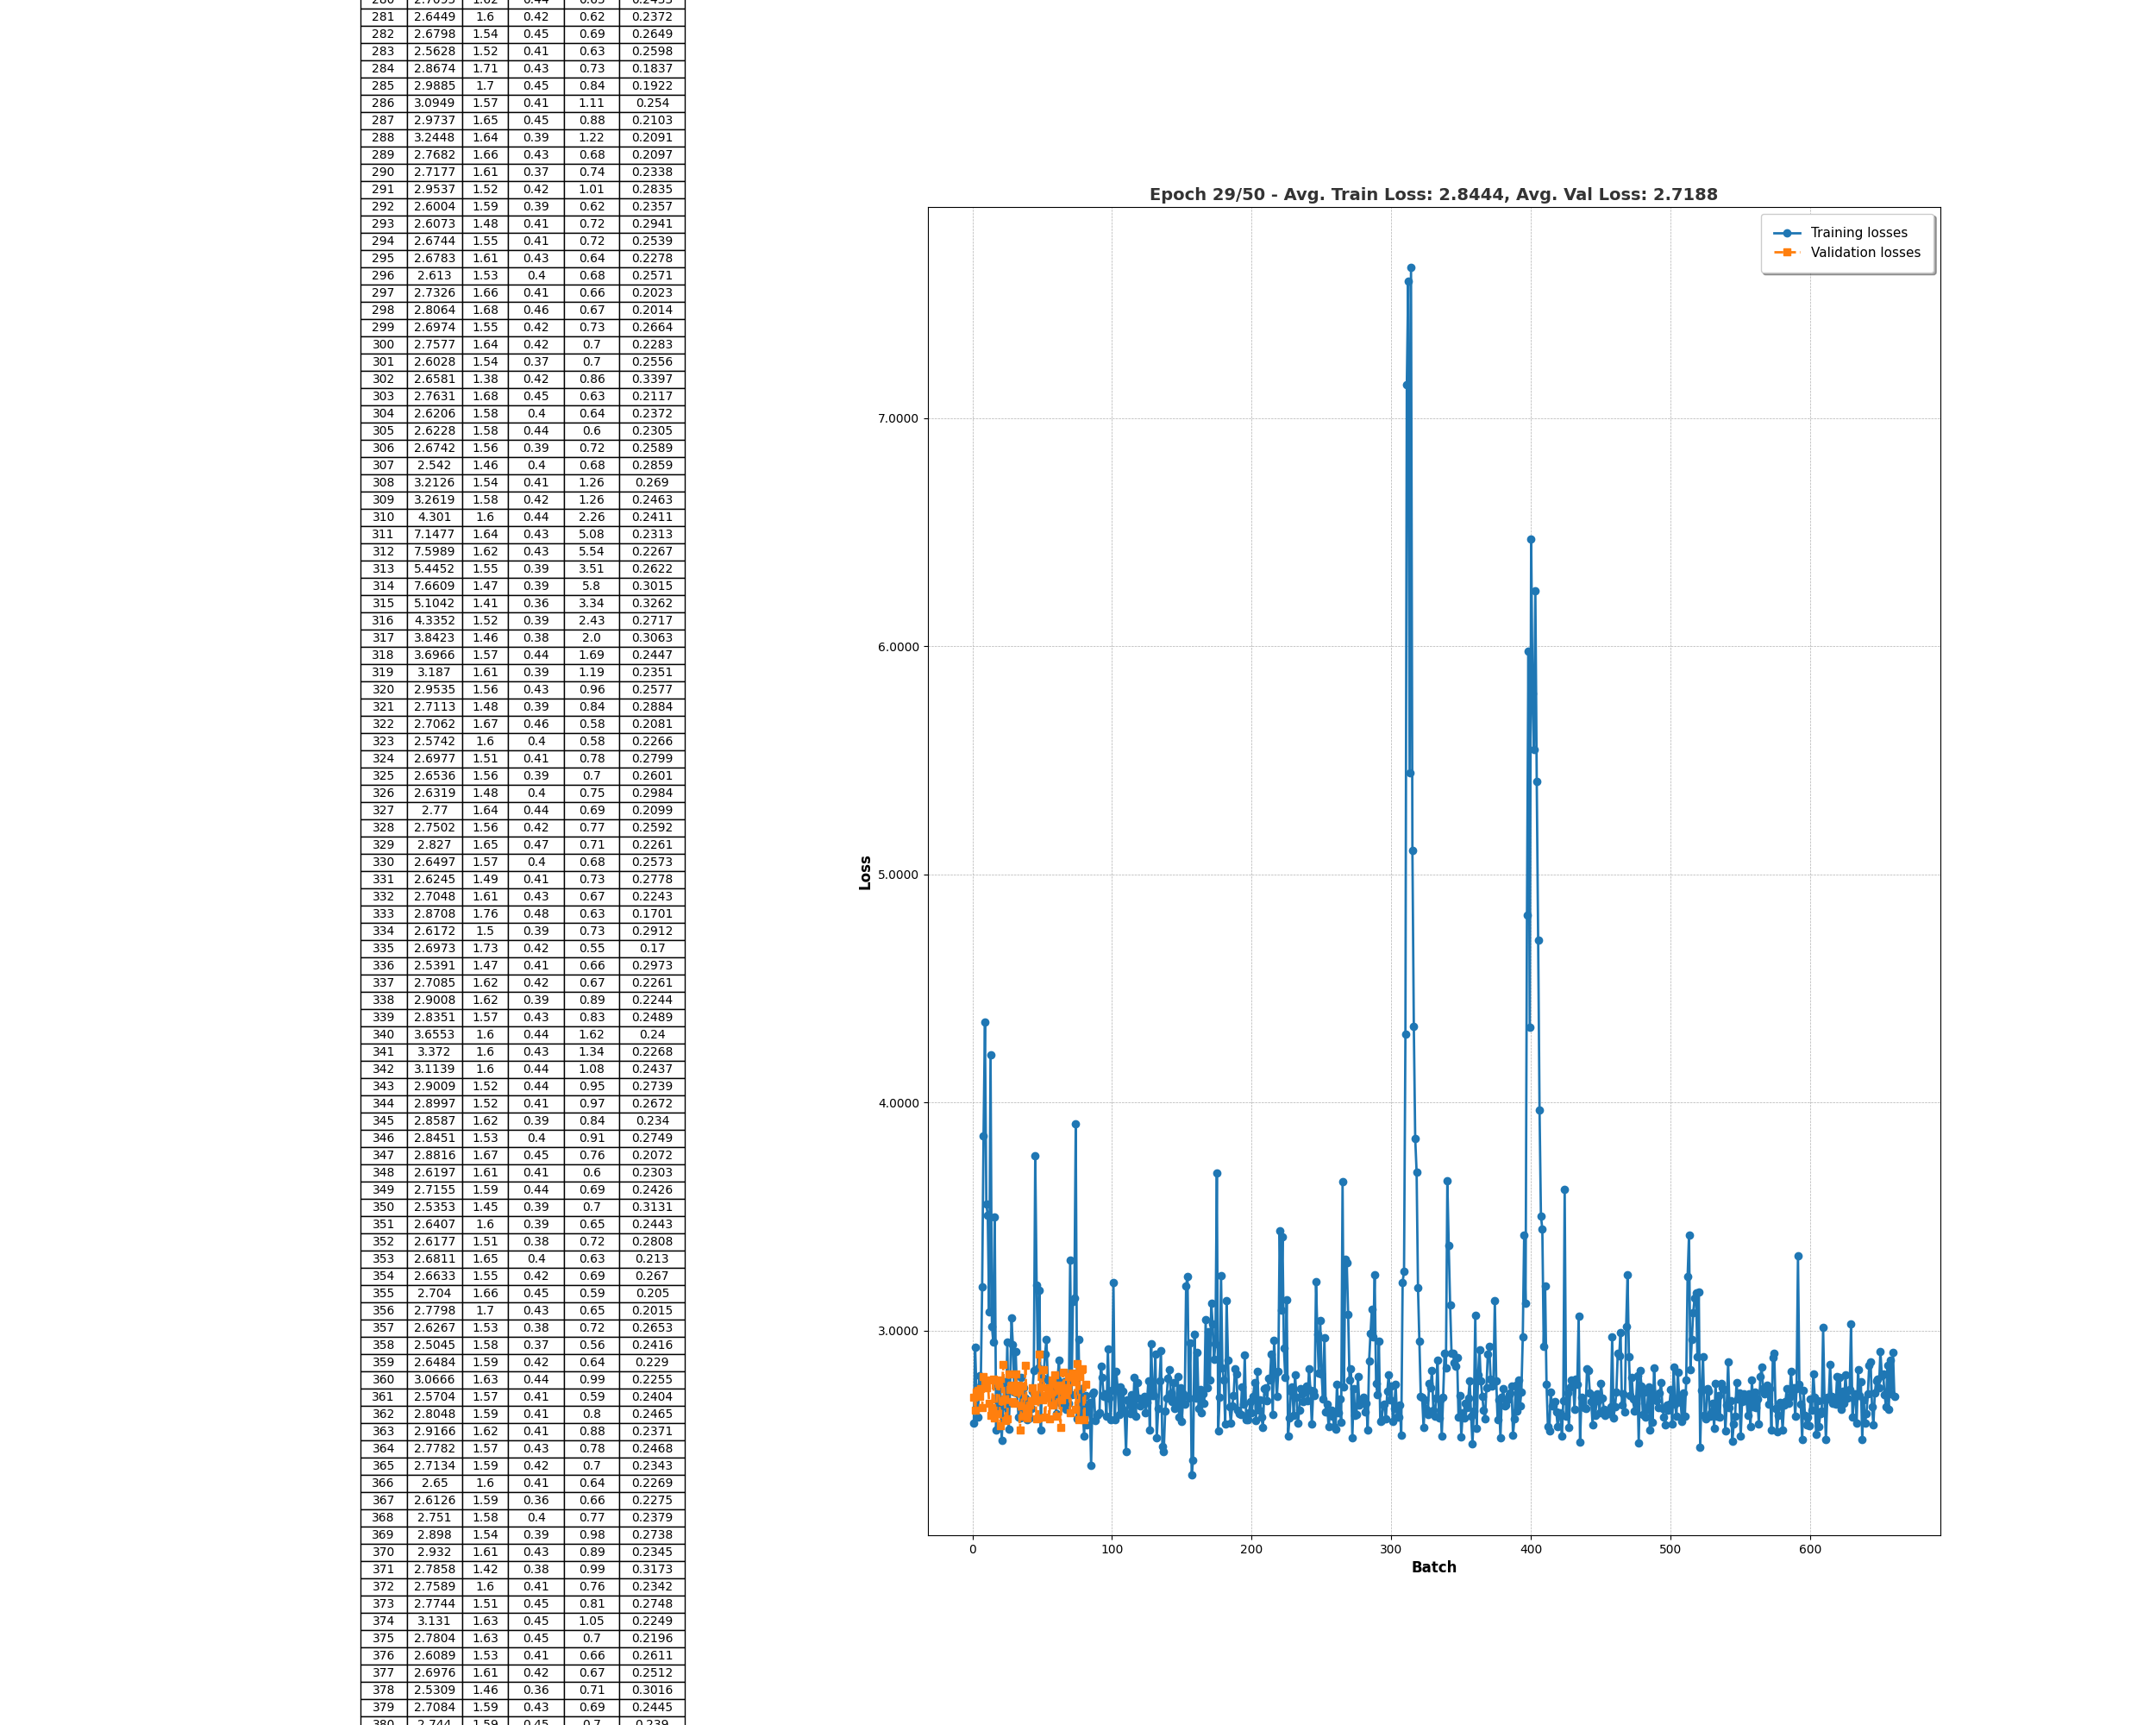 281 2.6449 1.6 0.42 0.62 0.2372
282 2.6798 1.54 0.45 0.69 0.2649
283 2.5628 1.52 0.41 0.63 0.2598
284 2.8674 1.71 0.43 0.73 0.1837
285 2.9885 1.7 0.45 0.84 0.1922
286 3.0949 1.57 0.41 1.11 0.254
287 2.9737 1.65 0.45 0.88 0.2103
288 3.2448 1.64 0.39 1.22 0.2091
289 2.7682 1.66 0.43 0.68 0.2097
290 2.7177 1.61 0.37 0.74 0.2338
291 2.9537 1.52 0.42 1.01 0.2835
292 2.6004 1.59 0.39 0.62 0.2357
293 2.6073 1.48 0.41 0.72 0.2941
294 2.6744 1.55 0.41 0.72 0.2539
295 2.6783 1.61 0.43 0.64 0.2278
296 2.613 1.53 0.4 0.68 0.2571
297 2.7326 1.66 0.41 0.66 0.2023
298 2.8064 1.68 0.46 0.67 0.2014
299 2.6974 1.55 0.42 0.73 0.2664
300 2.7577 1.64 0.42 0.7 0.2283
301 2.6028 1.54 0.37 0.7 0.2556
302 2.6581 1.38 0.42 0.86 0.3397
303 2.7631 1.68 0.45 0.63 0.2117
304 2.6206 1.58 0.4 0.64 0.2372
305 2.6228 1.58 0.44 0.6 0.2305
306 2.6742 1.56 0.39 0.72 0.2589
307 2.542 1.46 0.4 0.68 0.2859
308 3.2126 1.54 0.41 1.26 0.269
309 3.2619 1.58 0.42 1.26 0.2463
310 4.301 1.6 0.44 2.26 0.2411
311 7.1477 1.64 0.43 5.08 0.2313
312 7.5989 1.62 0.43 5.54 0.2267
313 5.4452 1.55 0.39 3.51 0.2622
314 7.6609 1.47 0.39 5.8 0.3015
315 5.1042 1.41 0.36 3.34 0.3262
316 4.3352 1.52 0.39 2.43 0.2717
317 3.8423 1.46 0.38 2.0 0.3063
318 3.6966 1.57 0.44 1.69 0.2447
319 3.187 1.61 0.39 1.19 0.2351
320 2.9535 1.56 0.43 0.96 0.2577
321 2.7113 1.48 0.39 0.84 0.2884
322 2.7062 1.67 0.46 0.58 0.2081
323 2.5742 1.6 0.4 0.58 0.2266
324 2.6977 1.51 0.41 0.78 0.2799
325 2.6536 1.56 0.39 0.7 0.2601
326 2.6319 1.48 0.4 0.75 0.2984
327 2.77 1.64 0.44 0.69 0.2099
328 2.7502 1.56 0.42 0.77 0.2592
329 2.827 1.65 0.47 0.71 0.2261
330 2.6497 1.57 0.4 0.68 0.2573
331 2.6245 1.49 0.41 0.73 0.2778
332 2.7048 1.61 0.43 0.67 0.2243
333 2.8708 1.76 0.48 0.63 0.1701
334 2.6172 1.5 0.39 0.73 0.2912
335 2.6973 1.73 0.42 0.55 0.17
336 2.5391 1.47 0.41 0.66 0.2973
337 2.7085 1.62 0.42 0.67 0.2261
338 2.9008 1.62 0.39 0.89 0.2244
339 2.8351 1.57 0.43 0.83 0.2489
340 3.6553 1.6 0.44 1.62 0.24
341 3.372 1.6 0.43 1.34 0.2268
342 3.1139 1.6 0.44 1.08 0.2437
343 2.9009 1.52 0.44 0.95 0.2739
344 2.8997 1.52 0.41 0.97 0.2672
345 2.8587 1.62 0.39 0.84 0.234
346 2.8451 1.53 0.4 0.91 0.2749
347 2.8816 1.67 0.45 0.76 0.2072
348 2.6197 1.61 0.41 0.6 0.2303
349 2.7155 1.59 0.44 0.69 0.2426
350 2.5353 1.45 0.39 0.7 0.3131
351 2.6407 1.6 0.39 0.65 0.2443
352 2.6177 1.51 0.38 0.72 0.2808
353 2.6811 1.65 0.4 0.63 0.213
354 2.6633 1.55 0.42 0.69 0.267
355 2.704 1.66 0.45 0.59 0.205
356 2.7798 1.7 0.43 0.65 0.2015
357 2.6267 1.53 0.38 0.72 0.2653
358 2.5045 1.58 0.37 0.56 0.2416
359 2.6484 1.59 0.42 0.64 0.229
360 3.0666 1.63 0.44 0.99 0.2255
361 2.5704 1.57 0.41 0.59 0.2404
362 2.8048 1.59 0.41 0.8 0.2465
363 2.9166 1.62 0.41 0.88 0.2371
364 2.7782 1.57 0.43 0.78 0.2468
365 2.7134 1.59 0.42 0.7 0.2343
366 2.65 1.6 0.41 0.64 0.2269
367 2.6126 1.59 0.36 0.66 0.2275
368 2.751 1.58 0.4 0.77 0.2379
369 2.898 1.54 0.39 0.98 0.2738
370 2.932 1.61 0.43 0.89 0.2345
371 2.7858 1.42 0.38 0.99 0.3173
372 2.7589 1.6 0.41 0.76 0.2342
373 2.7744 1.51 0.45 0.81 0.2748
374 3.131 1.63 0.45 1.05 0.2249
375 2.7804 1.63 0.45 0.7 0.2196
376 2.6089 1.53 0.41 0.66 0.2611
377 2.6976 1.61 0.42 0.67 0.2512
378 2.5309 1.46 0.36 0.71 0.3016
379 2.7084 1.59 0.43 0.69 0.2445
380 2.744 1.59 0.45 0.7 0.239
Epoch 29/50 - Avg. Train Loss: 2.8444, Avg. Val Loss: 2.7188
Training losses
Validation losses
7.0000
6.0000
5.0000
4.0000
3.0000
Loss
0 100 200 300 400 500 600
Batch